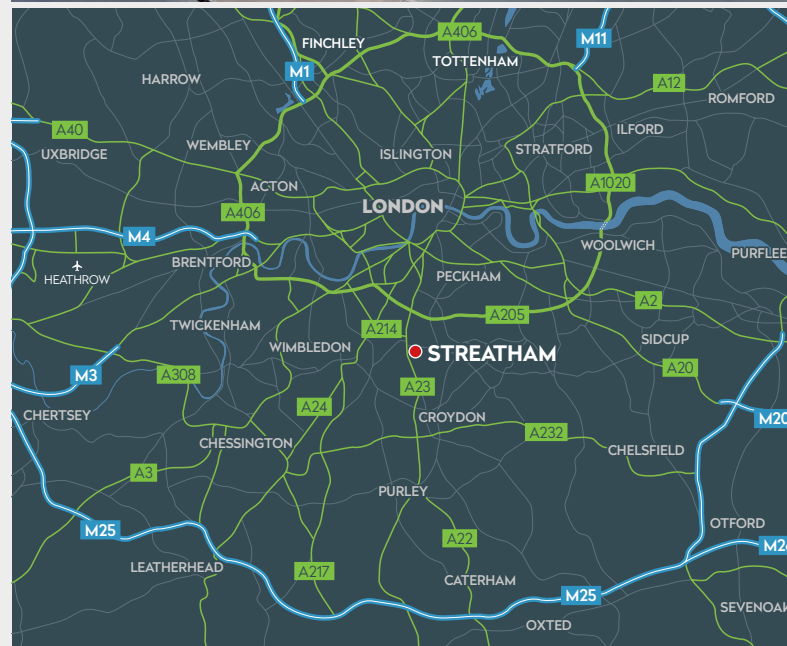 FINCHLEY
A406
M11
M1
TOTTENHAM
HARROW
A12
ROMFORD
A40
ILFORD
UXBRIDGE
WEMBLEY
ISLINGTON
STRATFORD
ACTON
A1020
LONDON
A406
M4
WOOLWICH
BRENTFORD
PURFLEE
HEATHROW
PECKHAM
A2
A205
TWICKENHAM
A214
SIDCUP
WIMBLEDON
STREATHAM
A20
M3
A308
A23
A24
CHERTSEY
CROYDON
M20
A232
CHESSINGTON
CHELSFIELD
A3
PURLEY
M25
OTFORD
A22
M26
LEATHERHEAD
A217
CATERHAM
M25
SEVENOAK
OXTED